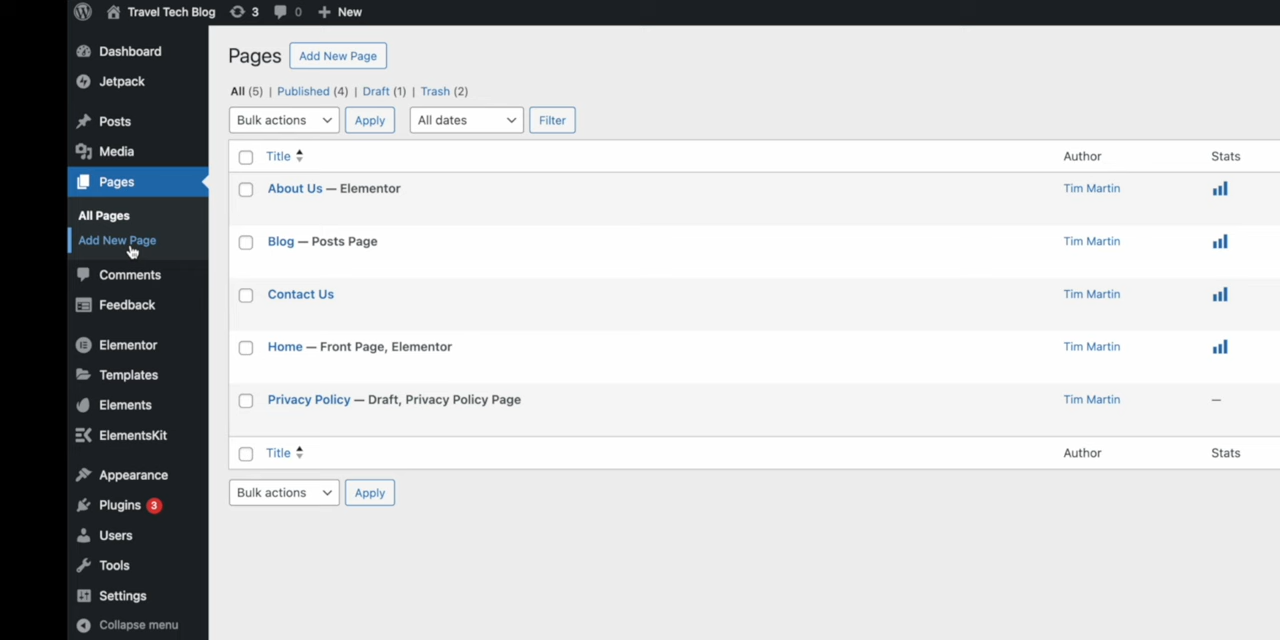 Travel Tech Blog 3 0 New
Dashboard
Jetpack
Posts
Media
Pages
All Pages
Add New Page
Comments
Feedback
Elementor
Templates
Elements
ElementsKit
Appearance
Plugins 3
Users
Tools
Settings
Collapse menu
Pages Add New Page
All (5) | Published (4) | Draft (1) | Trash (2)
Bulk actions Apply All dates Filter
Title Author Stats
About Us — Elementor Tim Martin
Blog — Posts Page Tim Martin
Contact Us Tim Martin
Home — Front Page, Elementor Tim Martin
Privacy Policy — Draft, Privacy Policy Page Tim Martin —
Title Author Stats
Bulk actions Apply